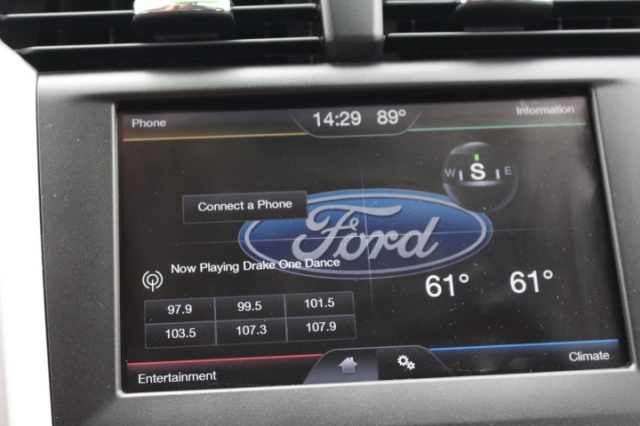 Phone 14:29 89° Information
W I S I E
Connect a Phone
Ford
Now Playing Drake One Dance
61° 61°
97.9 99.5 101.5
103.5 107.3 107.9
Entertainment Climate